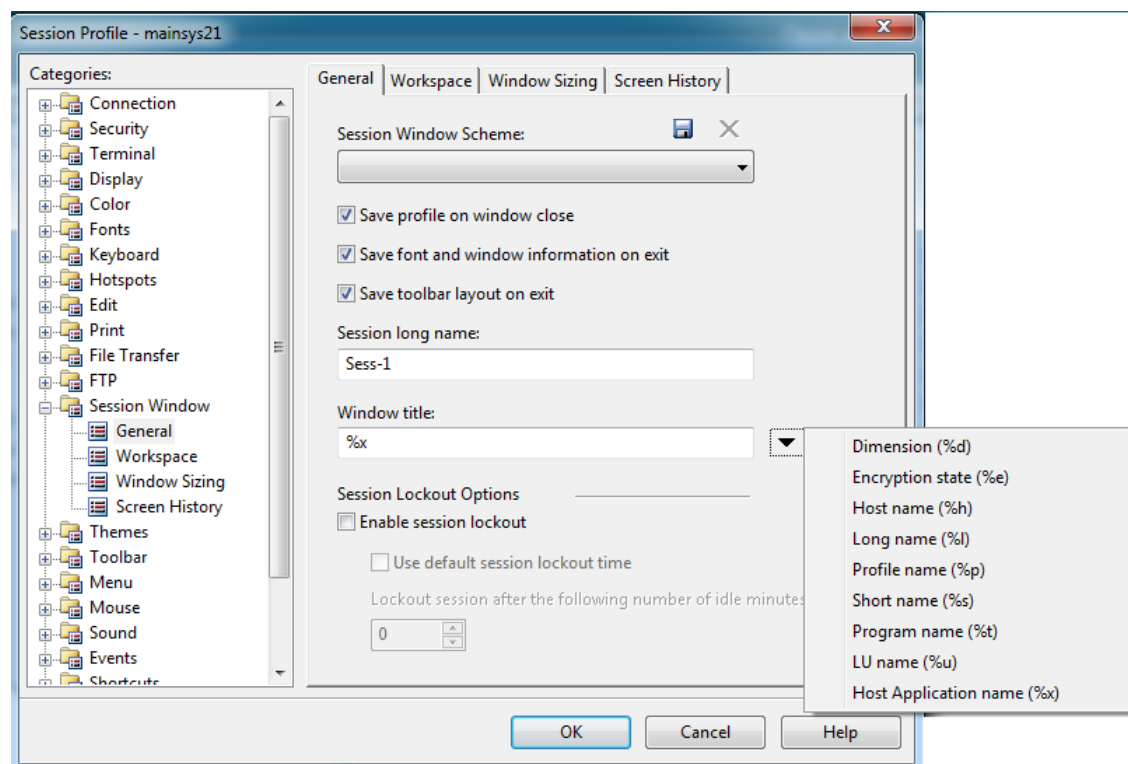 Session Profile - mainsys21
Categories:
Connection
Security
Terminal
Display
Color
Fonts
Keyboard
Hotspots
Edit
Print
File Transfer
FTP
Session Window
General
Workspace
Window Sizing
Screen History
Themes
Toolbar
Menu
Mouse
Sound
Events
Shortcuts
General
Workspace
Window Sizing
Screen History
Session Window Scheme:
Save profile on window close
Save font and window information on exit
Save toolbar layout on exit
Session long name:
Sess-1
Window title:
%x
Session Lockout Options
Enable session lockout
Use default session lockout time
Lockout session after the following number of idle minutes
0
Dimension (%d)
Encryption state (%e)
Host name (%h)
Long name (%l)
Profile name (%p)
Short name (%s)
Program name (%t)
LU name (%u)
Host Application name (%x)
OK
Cancel
Help